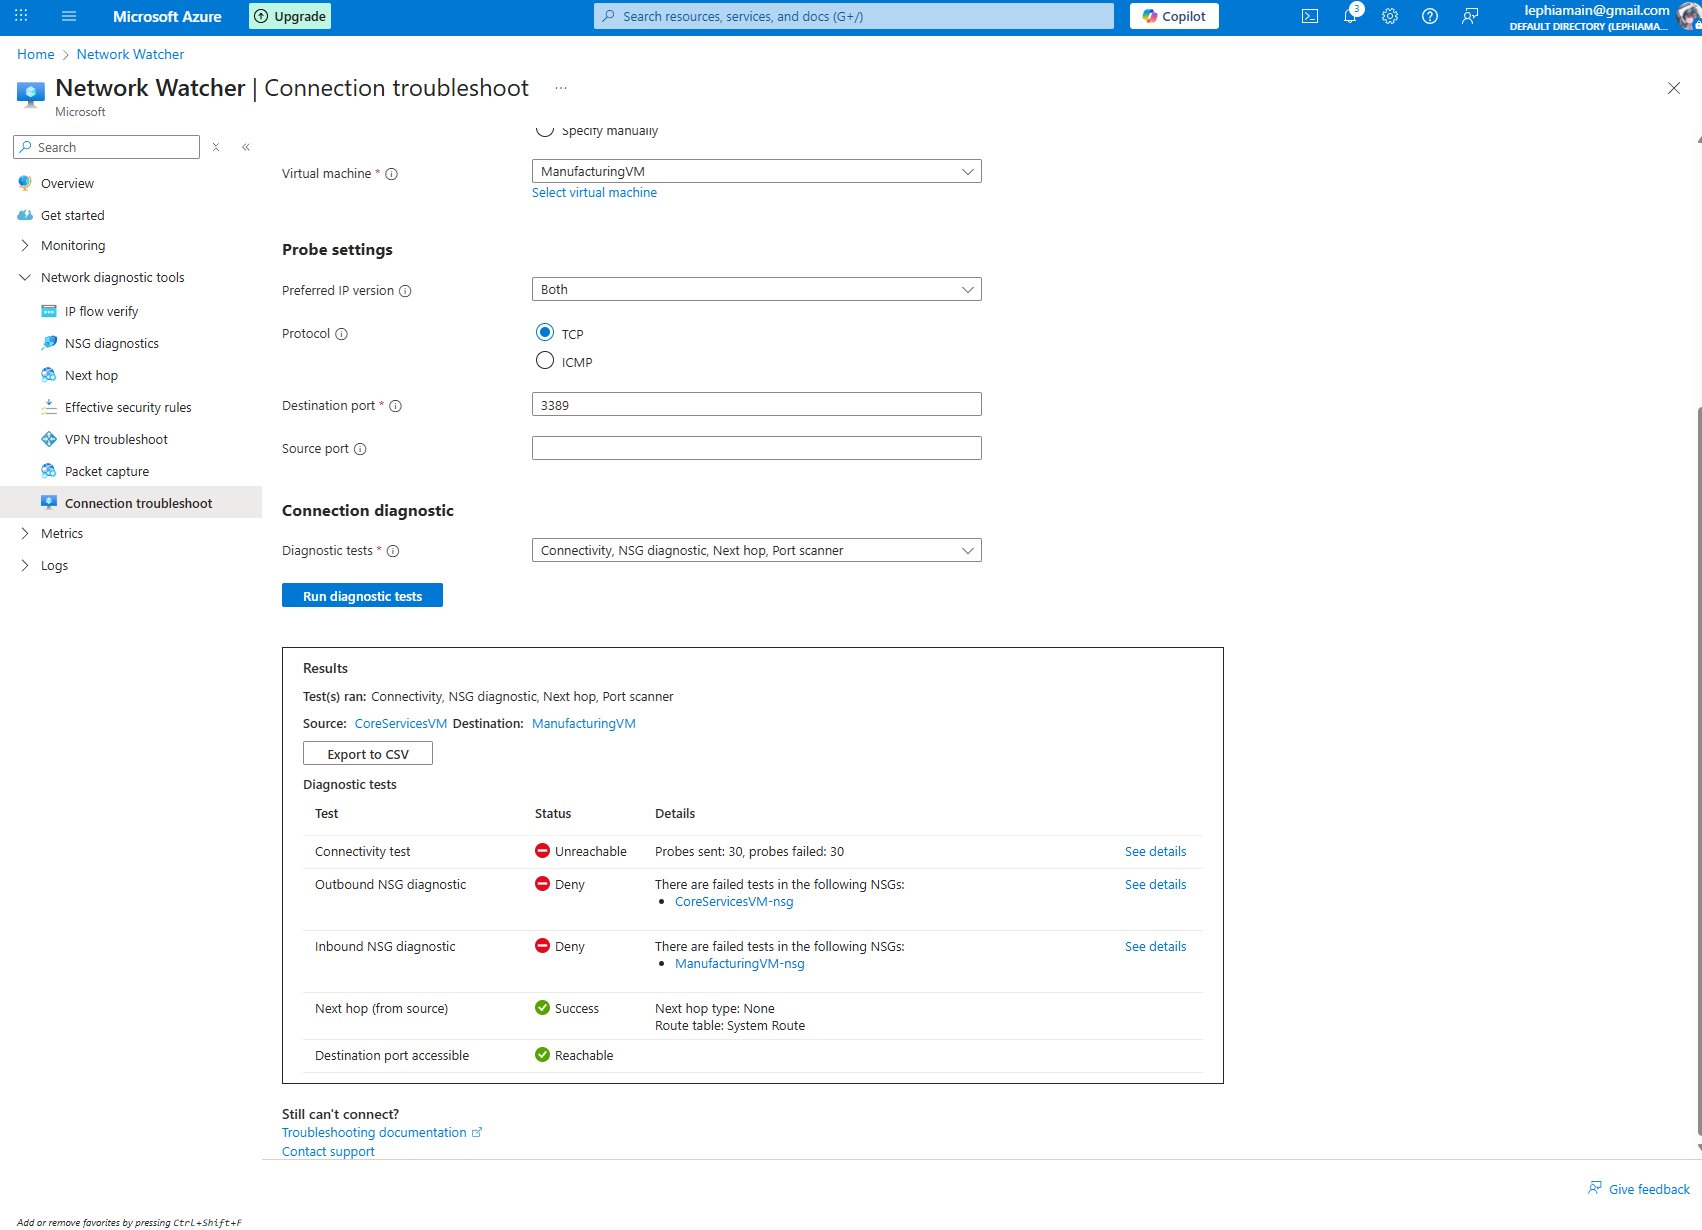 Microsoft Azure
Upgrade
Search resources, services, and docs (G+/)
Copilot
3
lephiamain@gmail.com
DEFAULT DIRECTORY (LEPHIAMA...
Home > Network Watcher
Network Watcher | Connection troubleshoot ...
Microsoft
Search
Overview
Get started
Monitoring
Network diagnostic tools
IP flow verify
NSG diagnostics
Next hop
Effective security rules
VPN troubleshoot
Packet capture
Connection troubleshoot
Metrics
Logs
Specify manually
Virtual machine *
ManufacturingVM
Select virtual machine
Probe settings
Preferred IP version
Both
Protocol
TCP
ICMP
Destination port *
3389
Source port
Connection diagnostic
Diagnostic tests *
Connectivity, NSG diagnostic, Next hop, Port scanner
Run diagnostic tests
Results
Test(s) ran: Connectivity, NSG diagnostic, Next hop, Port scanner
Source: CoreServicesVM Destination: ManufacturingVM
Export to CSV
Diagnostic tests
Test Status Details
Connectivity test Unreachable Probes sent: 30, probes failed: 30 See details
Outbound NSG diagnostic Deny There are failed tests in the following NSGs: See details
• CoreServicesVM-nsg
Inbound NSG diagnostic Deny There are failed tests in the following NSGs: See details
• ManufacturingVM-nsg
Next hop (from source) Success Next hop type: None
Route table: System Route
Destination port accessible Reachable
Still can't connect?
Troubleshooting documentation
Contact support
Give feedback
Add or remove favorites by pressing Ctrl+Shift+F